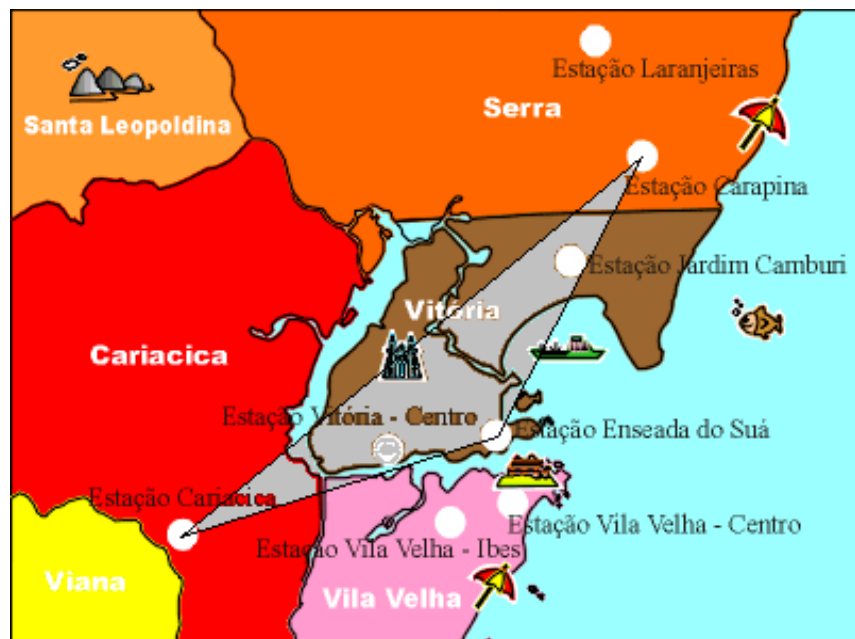 Estação Laranjeiras
Serra
Santa Leopoldina
Estação Carapina
Estação Jardim Camburi
Vitória
Cariacica
Estação Vitória - Centro
Estação Enseada do Suá
Estação Cariacica
Estação Vila Velha - Centro
Estação Vila Velha - Ibes
Viana
Vila Velha